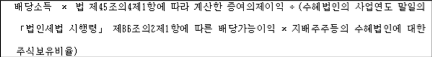 배당소득 × 법 제45조의4제1항에 따라 계산한 증여의제이익 ÷ (수혜법인의 사업연도 말일의
「법인세법 시행령」 제86조의2제1항에 따른 배당가능이익 × 지배주주등의 수혜법인에 대한
주식보유비율)